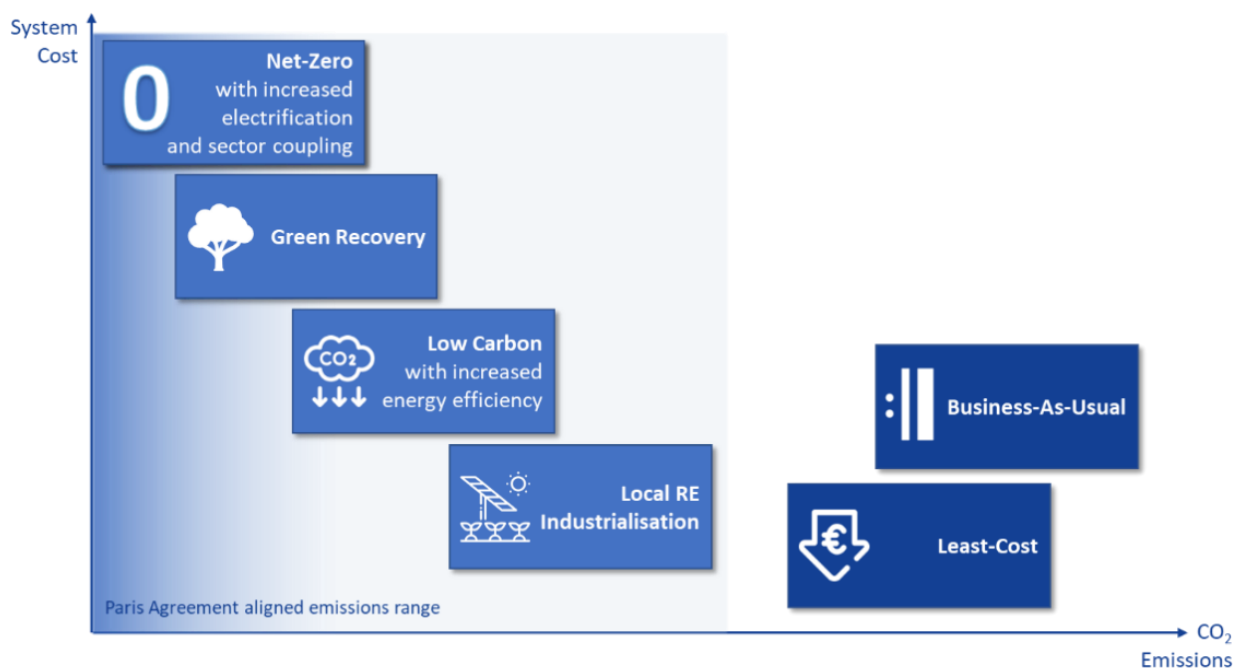 System
Cost
0
Net-Zero
with increased
electrification
and sector coupling
Green Recovery
CO₂
Low Carbon
with increased
energy efficiency
Business-As-Usual
Local RE
Industrialisation
€
Least-Cost
Paris Agreement aligned emissions range
CO₂
Emissions